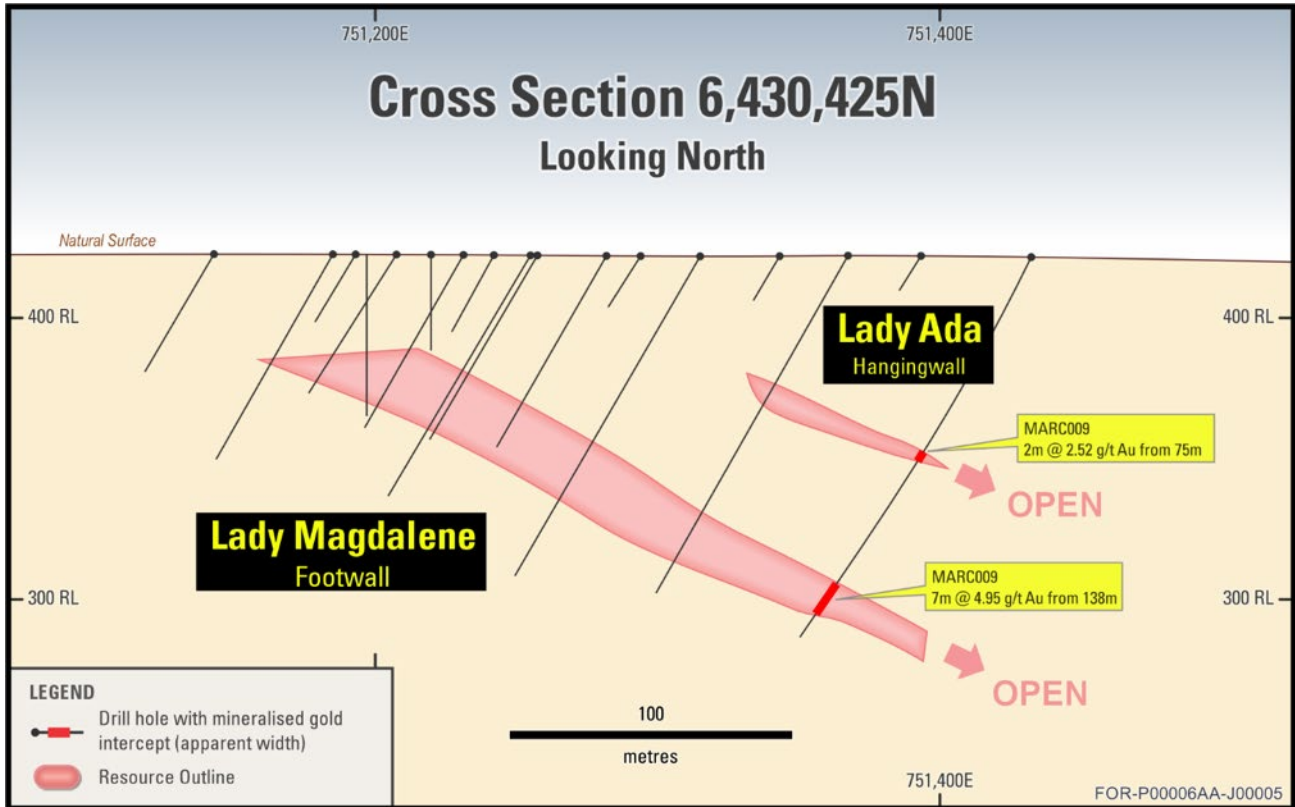 751,200E
751,400E
Cross Section 6,430,425N
Looking North
Natural Surface
400 RL
400 RL
Lady Ada
Hangingwall
MARC009
2m @ 2.52 g/t Au from 75m
OPEN
Lady Magdalene
Footwall
MARC009
7m @ 4.95 g/t Au from 138m
300 RL
300 RL
OPEN
LEGEND
Drill hole with mineralised gold
intercept (apparent width)
Resource Outline
100
metres
751,400E
FOR-P00006AA-J00005